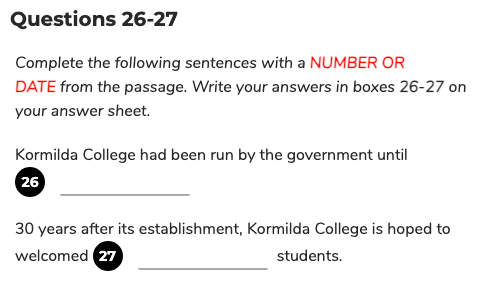 Questions 26-27
Complete the following sentences with a NUMBER OR
DATE from the passage. Write your answers in boxes 26-27 on
your answer sheet.
Kormilda College had been run by the government until
26 ______________
30 years after its establishment, Kormilda College is hoped to
welcomed 27 ______________ students.